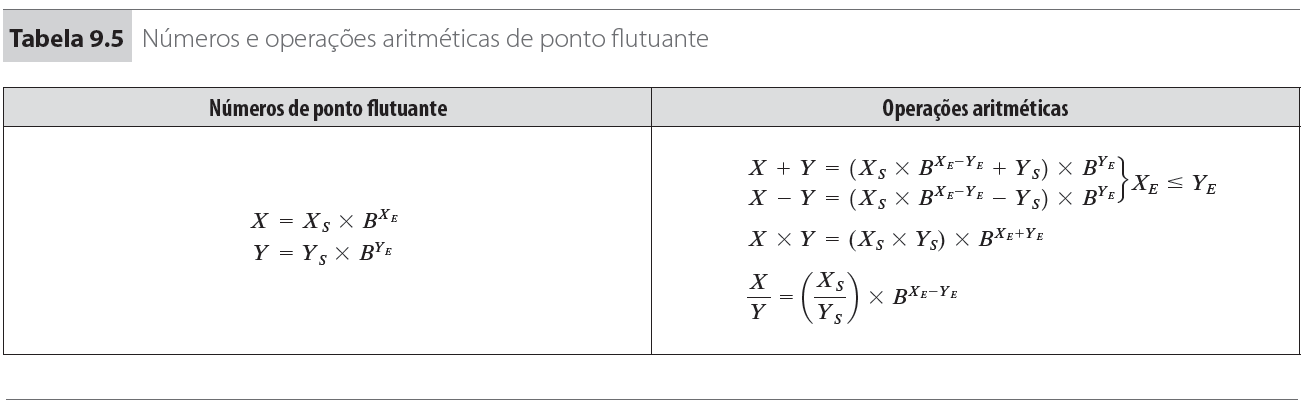 Tabela 9.5 Números e operações aritméticas de ponto flutuante
Números de ponto flutuante
Operações aritméticas
X = X_S × B^{X_E}
Y = Y_S × B^{Y_E}
X + Y = (X_S × B^{X_E−Y_E} + Y_S) × B^{Y_E}
X − Y = (X_S × B^{X_E−Y_E} − Y_S) × B^{Y_E}
} X_E ≤ Y_E
X × Y = (X_S × Y_S) × B^{X_E+Y_E}
X/Y = (X_S/Y_S) × B^{X_E−Y_E}